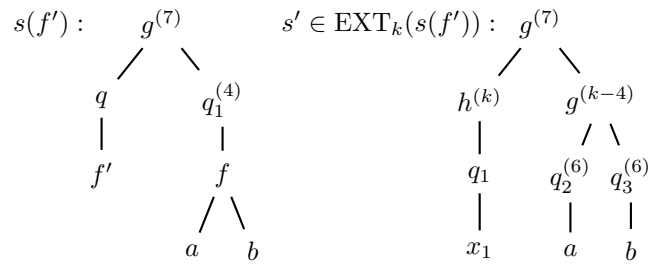 s(f′) : g^{(7)} s′ ∈ EXT_k(s(f′)) : g^{(7)}
q q_1^{(4)} h^{(k)} g^{(k−4)}
f′ f q_1 q_2^{(6)} q_3^{(6)}
a b x_1 a b